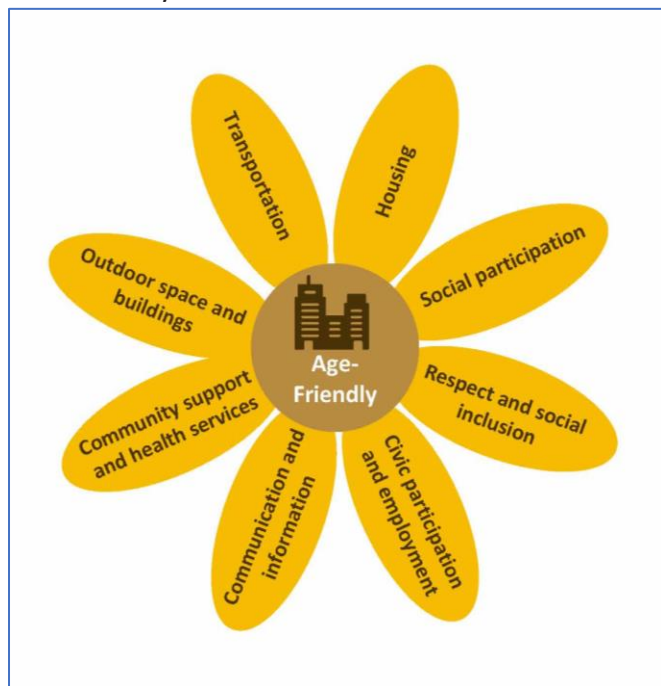 Transportation
Housing
Social participation
Respect and social
inclusion
Civic participation
and employment
Communication and
information
Community support
and health services
Outdoor space and
buildings
Age-
Friendly